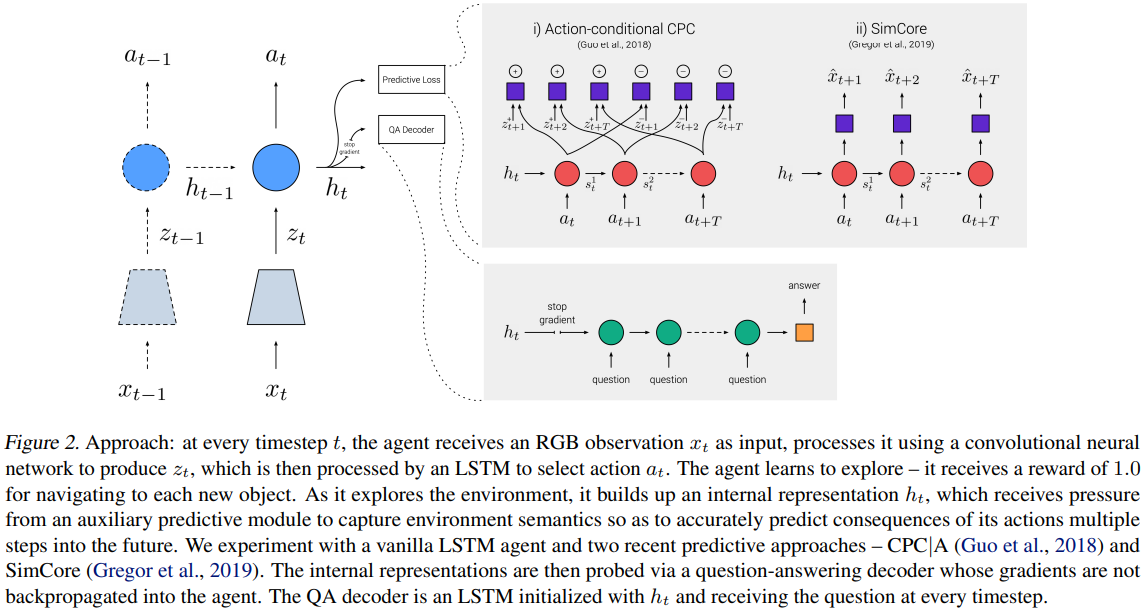 a_{t-1}
a_t
Predictive Loss
QA Decoder
stop
gradient
h_{t-1}
h_t
z_{t-1}
z_t
x_{t-1}
x_t
i) Action-conditional CPC
(Guo et al., 2018)
+ + + − − −
z^+_{t+1} z^+_{t+2} z^+_{t+T} z^-_{t+1} z^-_{t+2} z^-_{t+T}
h_t s_t^1 s_t^2
a_t a_{t+1} a_{t+T}
ii) SimCore
(Gregor et al., 2019)
x̂_{t+1} x̂_{t+2} x̂_{t+T}
h_t s_t^1 s_t^2
a_t a_{t+1} a_{t+T}
answer
stop
gradient
h_t
question question question
Figure 2. Approach: at every timestep t, the agent receives an RGB observation x_t as input, processes it using a convolutional neural
network to produce z_t, which is then processed by an LSTM to select action a_t. The agent learns to explore – it receives a reward of 1.0
for navigating to each new object. As it explores the environment, it builds up an internal representation h_t, which receives pressure
from an auxiliary predictive module to capture environment semantics so as to accurately predict consequences of its actions multiple
steps into the future. We experiment with a vanilla LSTM agent and two recent predictive approaches – CPC|A (Guo et al., 2018) and
SimCore (Gregor et al., 2019). The internal representations are then probed via a question-answering decoder whose gradients are not
backpropagated into the agent. The QA decoder is an LSTM initialized with h_t and receiving the question at every timestep.